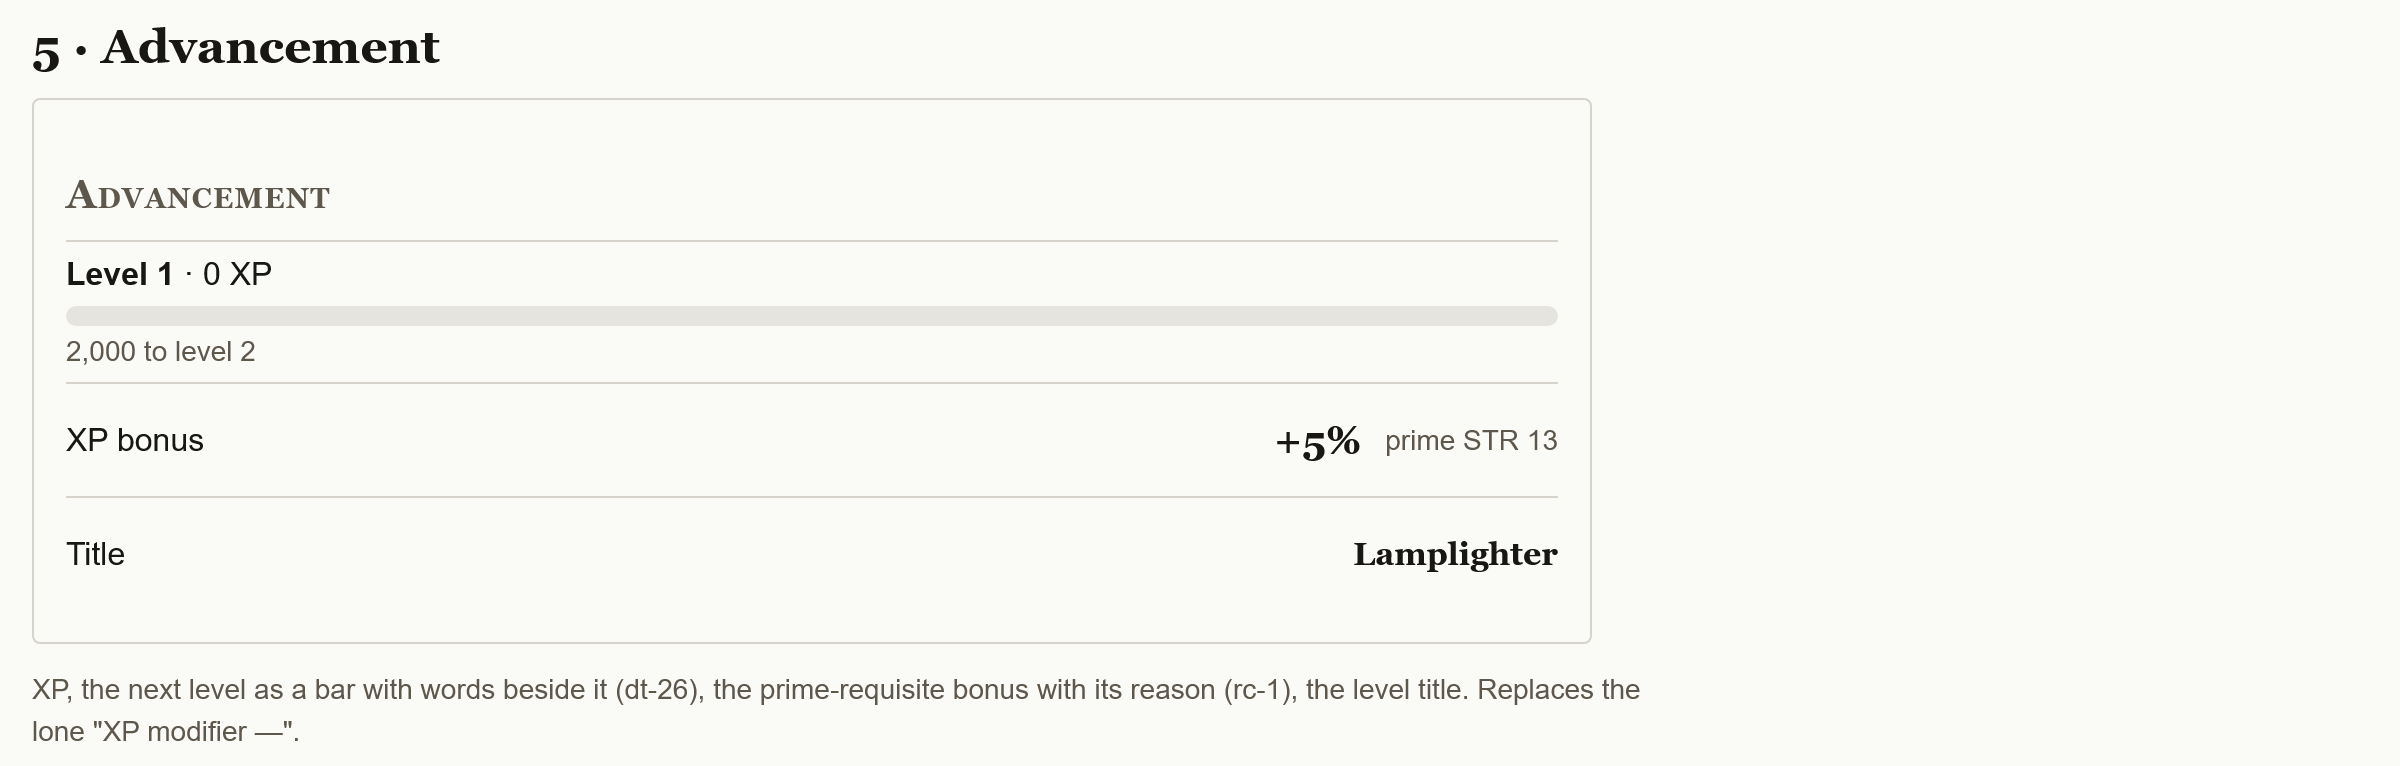 5 · Advancement
Advancement
Level 1 · 0 XP
2,000 to level 2
XP bonus +5% prime STR 13
Title Lamplighter
XP, the next level as a bar with words beside it (dt-26), the prime-requisite bonus with its reason (rc-1), the level title. Replaces the
lone "XP modifier —".